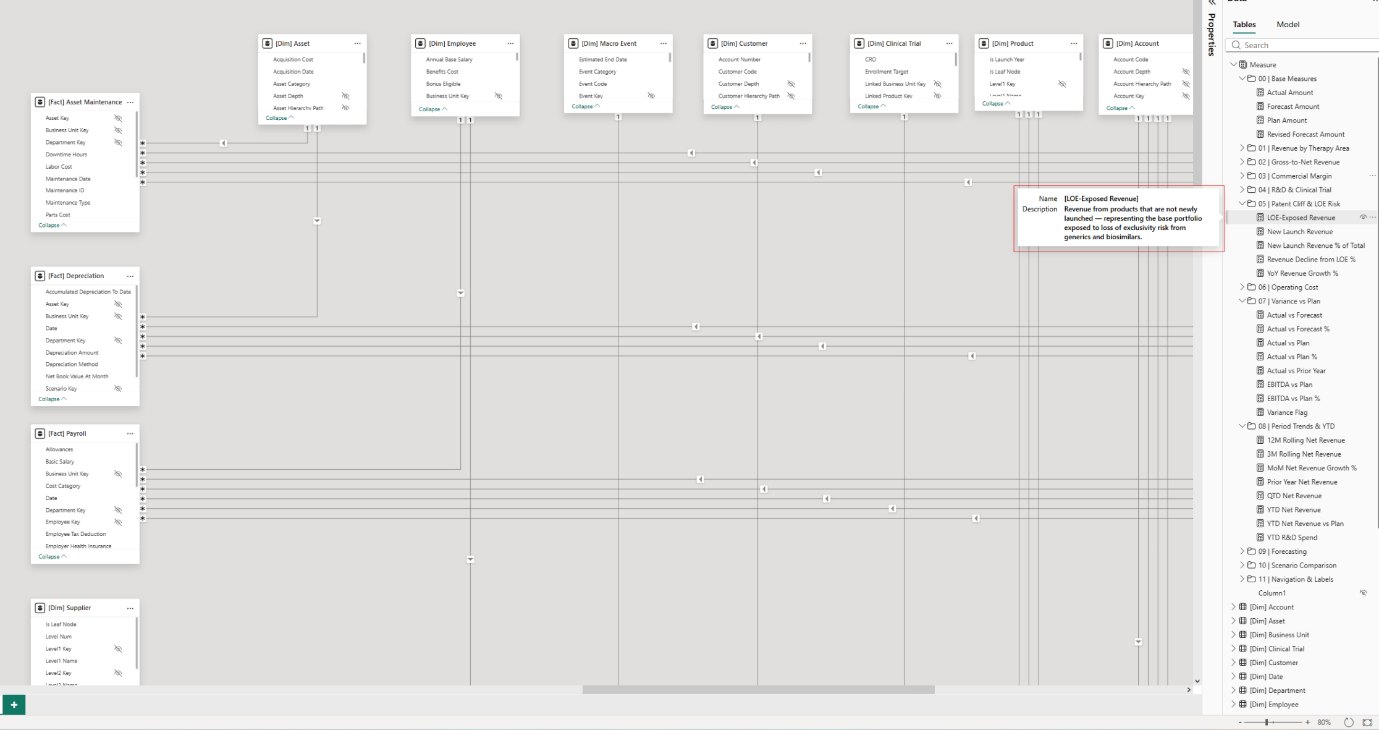 [Dim] Asset
Acquisition Cost
Acquisition Date
Asset Category
Asset Depth
Asset Hierarchy Path
Collapse
[Dim] Employee
Annual Base Salary
Benefits Cost
Bonus Eligible
Business Unit Key
Collapse
[Dim] Macro Event
Estimated End Date
Event Category
Event Code
Event Key
Collapse
[Dim] Customer
Account Number
Customer Code
Customer Depth
Customer Hierarchy Path
Collapse
[Dim] Clinical Trial
CRO
Enrollment Target
Linked Business Unit Key
Linked Product Key
Collapse
[Dim] Product
Is Launch Year
Is Leaf Node
Level1 Key
Level1 Name
Collapse
[Dim] Account
Account Code
Account Depth
Account Hierarchy Path
Account Key
Collapse
[Fact] Asset Maintenance
Asset Key
Business Unit Key
Department Key
Downtime Hours
Labor Cost
Maintenance Date
Maintenance ID
Maintenance Type
Parts Cost
Collapse
[Fact] Depreciation
Accumulated Depreciation To Date
Asset Key
Business Unit Key
Date
Department Key
Depreciation Amount
Depreciation Method
Net Book Value At Month
Scenario Key
Collapse
[Fact] Payroll
Allowances
Basic Salary
Business Unit Key
Cost Category
Date
Department Key
Employee Key
Employee Tax Deduction
Employer Health Insurance
Collapse
[Dim] Supplier
Is Leaf Node
Level Num
Level1 Key
Level1 Name
Level2 Key
Name [LOE-Exposed Revenue]
Description Revenue from products that are not newly
launched — representing the base portfolio
exposed to loss of exclusivity risk from
generics and biosimilars.
Properties
Data
Tables Model
Search
Measure
00 | Base Measures
Actual Amount
Forecast Amount
Plan Amount
Revised Forecast Amount
01 | Revenue by Therapy Area
02 | Gross-to-Net Revenue
03 | Commercial Margin
04 | R&D & Clinical Trial
05 | Patent Cliff & LOE Risk
LOE-Exposed Revenue
New Launch Revenue
New Launch Revenue % of Total
Revenue Decline from LOE %
YoY Revenue Growth %
06 | Operating Cost
07 | Variance vs Plan
Actual vs Forecast
Actual vs Forecast %
Actual vs Plan
Actual vs Plan %
Actual vs Prior Year
EBITDA vs Plan
EBITDA vs Plan %
Variance Flag
08 | Period Trends & YTD
12M Rolling Net Revenue
3M Rolling Net Revenue
MoM Net Revenue Growth %
Prior Year Net Revenue
QTD Net Revenue
YTD Net Revenue
YTD Net Revenue vs Plan
YTD R&D Spend
09 | Forecasting
10 | Scenario Comparison
11 | Navigation & Labels
Column1
[Dim] Account
[Dim] Asset
[Dim] Business Unit
[Dim] Clinical Trial
[Dim] Customer
[Dim] Date
[Dim] Department
[Dim] Employee
80%